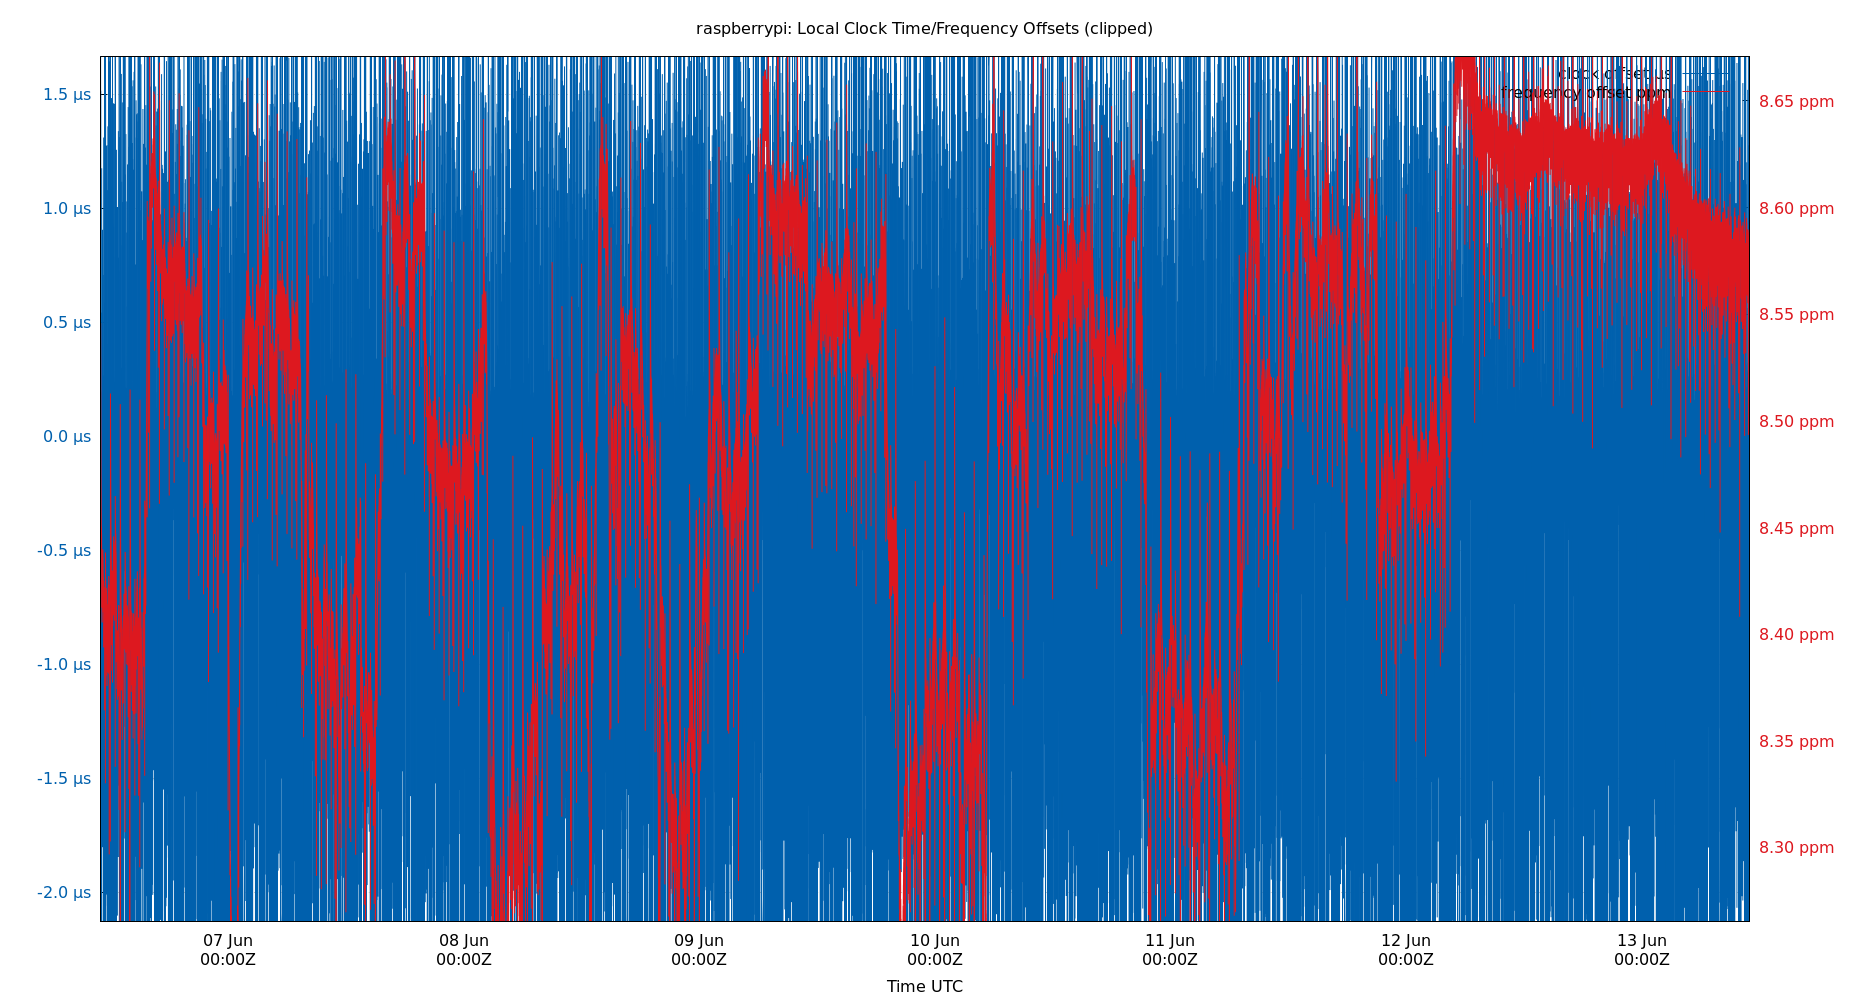 raspberrypi: Local Clock Time/Frequency Offsets (clipped)
clock offset µs
frequency offset ppm
1.5 µs
1.0 µs
0.5 µs
0.0 µs
-0.5 µs
-1.0 µs
-1.5 µs
-2.0 µs
8.65 ppm
8.60 ppm
8.55 ppm
8.50 ppm
8.45 ppm
8.40 ppm
8.35 ppm
8.30 ppm
07 Jun 08 Jun 09 Jun 10 Jun 11 Jun 12 Jun 13 Jun
00:00Z 00:00Z 00:00Z 00:00Z 00:00Z 00:00Z 00:00Z
Time UTC